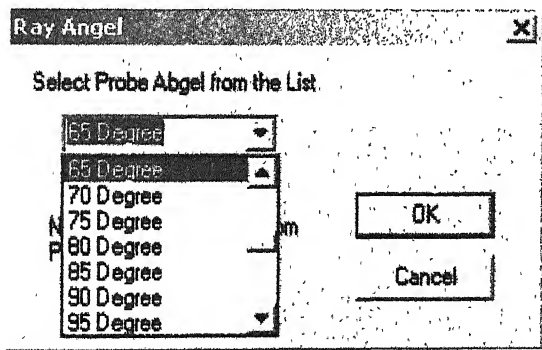 Ray Angel
Select Probe Abgel from the List
65 Degree
65 Degree
70 Degree
75 Degree
80 Degree
85 Degree
90 Degree
95 Degree
OK
Cancel